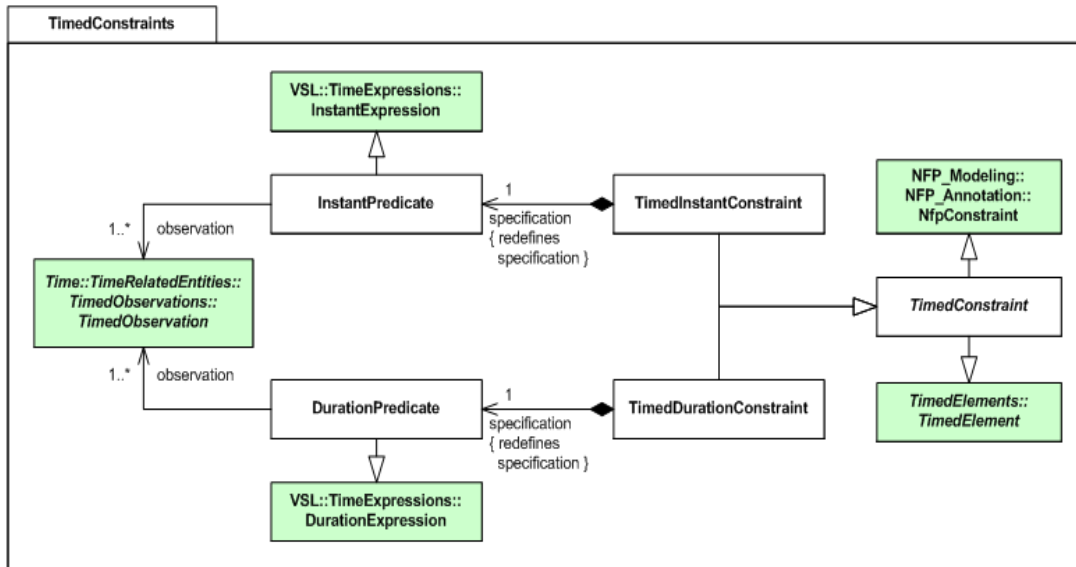 TimedConstraints
VSL::TimeExpressions::
InstantExpression
InstantPredicate
1
specification
{ redefines
specification }
TimedInstantConstraint
NFP_Modeling::
NFP_Annotation::
NfpConstraint
1..*
observation
Time::TimeRelatedEntities::
TimedObservations::
TimedObservation
TimedConstraint
1..*
observation
DurationPredicate
1
specification
{ redefines
specification }
TimedDurationConstraint
TimedElements::
TimedElement
VSL::TimeExpressions::
DurationExpression